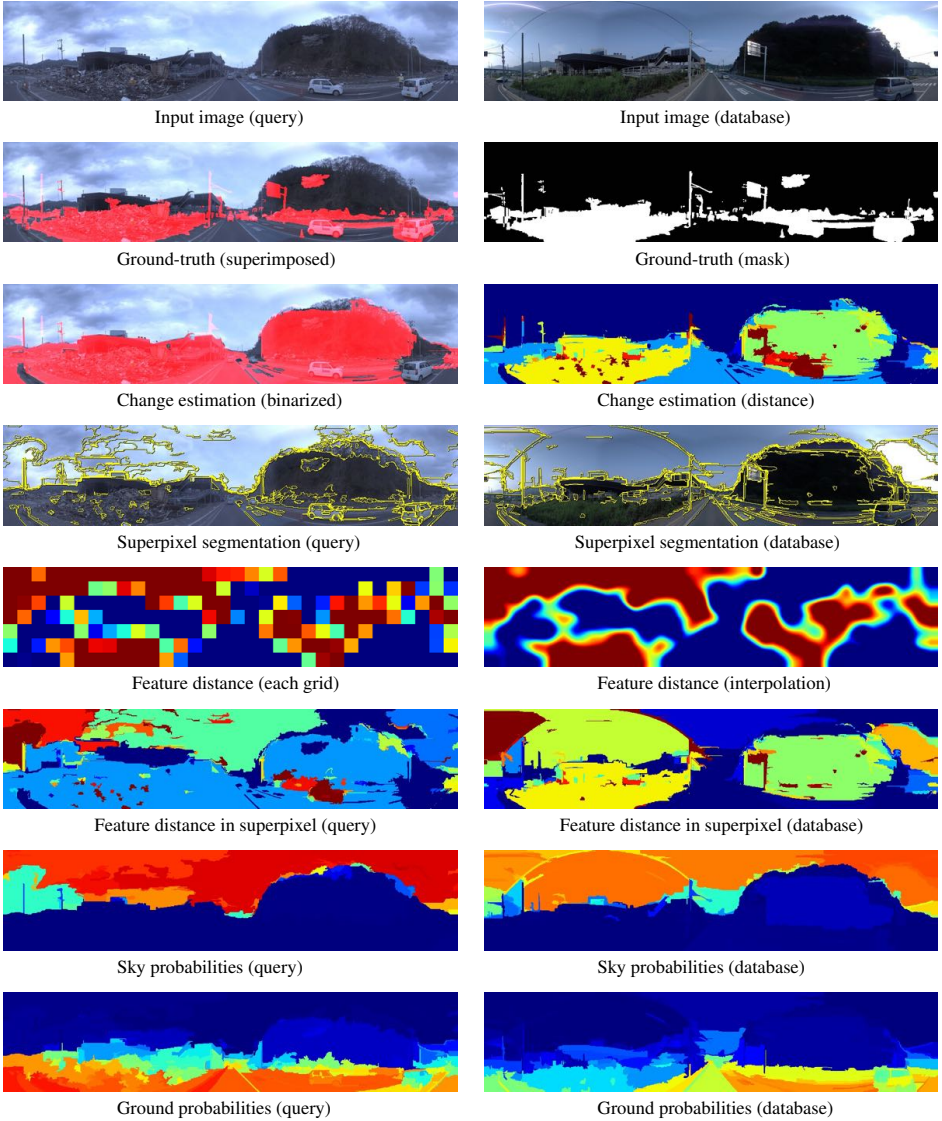 Input image (query)
Input image (database)
Ground-truth (superimposed)
Ground-truth (mask)
Change estimation (binarized)
Change estimation (distance)
Superpixel segmentation (query)
Superpixel segmentation (database)
Feature distance (each grid)
Feature distance (interpolation)
Feature distance in superpixel (query)
Feature distance in superpixel (database)
Sky probabilities (query)
Sky probabilities (database)
Ground probabilities (query)
Ground probabilities (database)